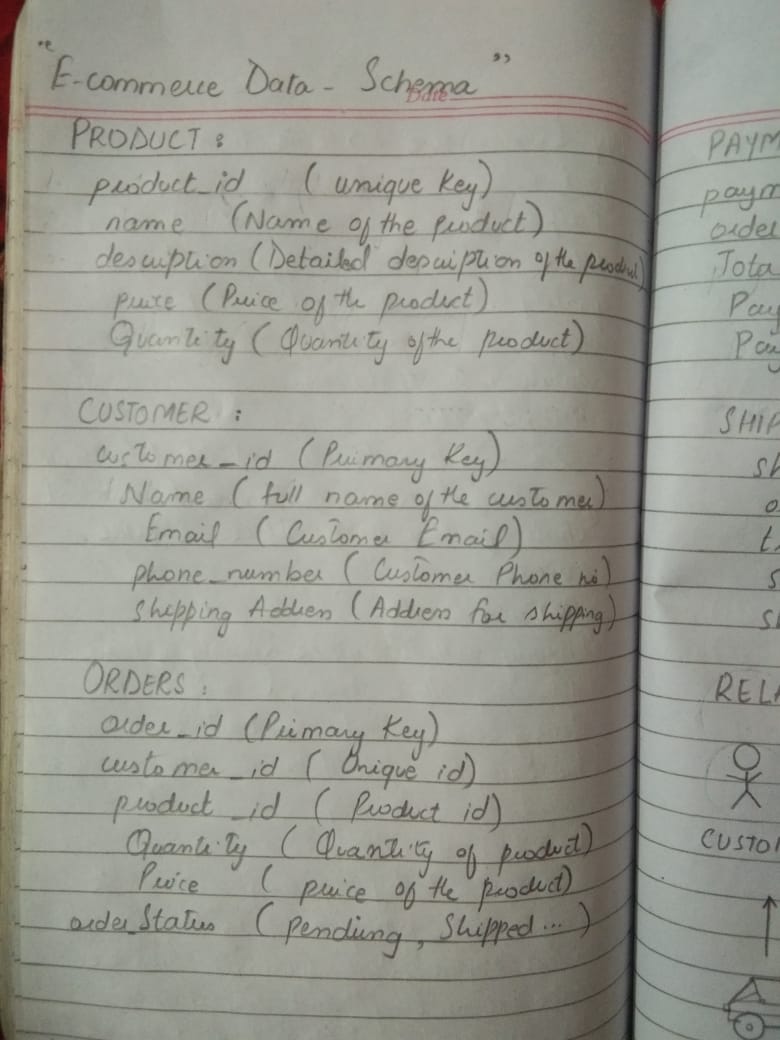 "E-commerce Data - Schema"
Date
PRODUCT :
product_id ( unique key)
name (Name of the product)
description (Detailed description of the product)
price (Price of the product)
Quantity ( Quantity of the product)
CUSTOMER :
customer_id (Primary key)
Name ( full name of the customer)
Email ( Customer Email)
phone_number ( Customer Phone no)
Shipping Address (Address for shipping)
ORDERS :
order_id (Primary key)
customer_id ( Unique id)
product_id ( Product id)
Quantity ( Quantity of product)
Price ( price of the product)
order_Status ( Pending, Shipped ... )
PAYM
paym
order
Tota
Pay
Pay
SHIP
sh
o
t
s
sh
RELA
CUSTO